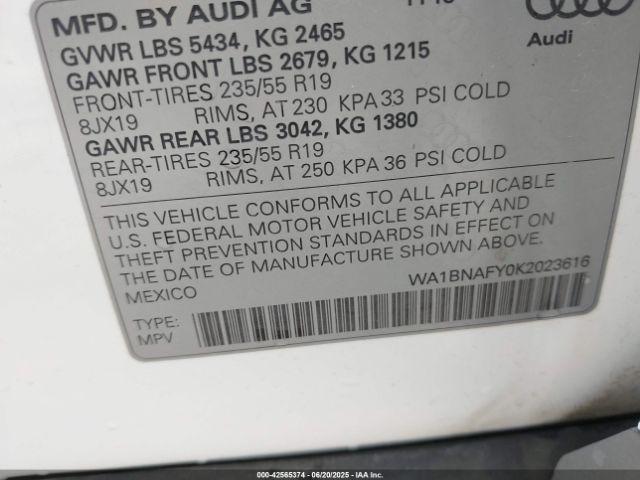 MFD. BY AUDI AG
GVWR LBS 5434, KG 2465
GAWR FRONT LBS 2679, KG 1215
FRONT-TIRES 235/55 R19
8JX19 RIMS, AT 230 KPA 33 PSI COLD
GAWR REAR LBS 3042, KG 1380
REAR-TIRES 235/55 R19
8JX19 RIMS, AT 250 KPA 36 PSI COLD
Audi
THIS VEHICLE CONFORMS TO ALL APPLICABLE
U.S. FEDERAL MOTOR VEHICLE SAFETY AND
THEFT PREVENTION STANDARDS IN EFFECT ON
DATE OF MANUFACTURE SHOWN ABOVE.
MEXICO
WA1BNAFY0K2023616
TYPE:
MPV
000-42565374 | 06/20/2025 | IAA, Inc.